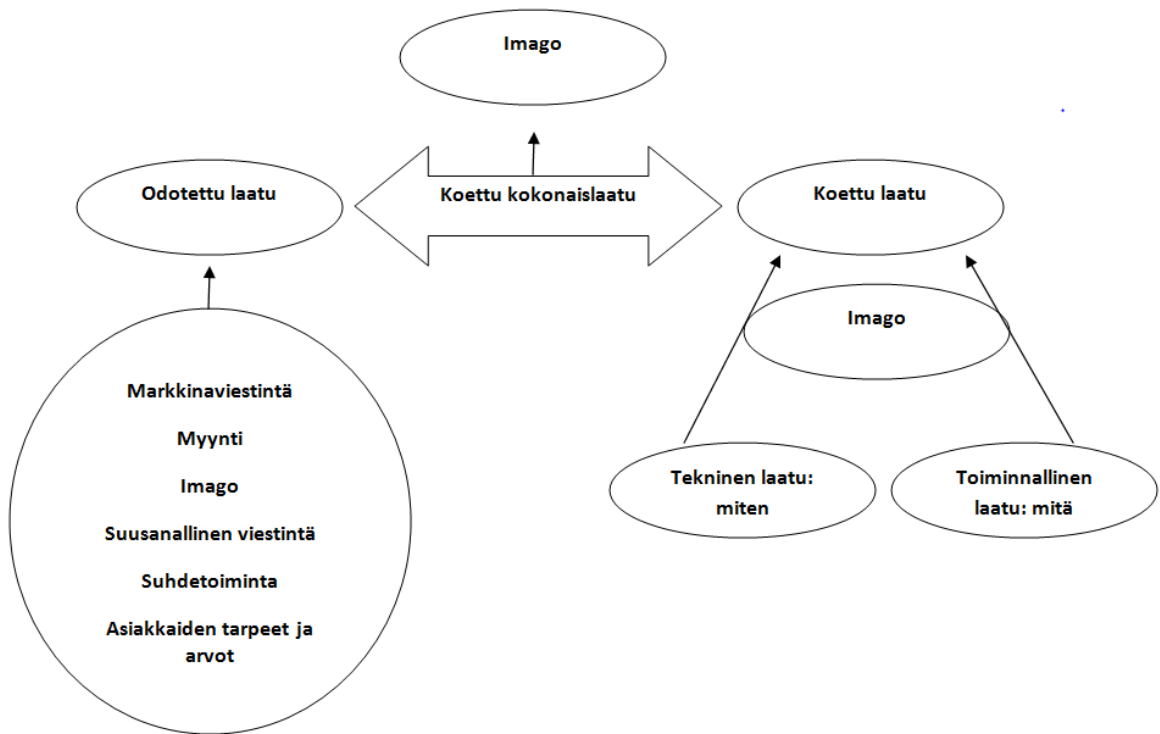 Imago
Odotettu laatu
Koettu kokonaislaatu
Koettu laatu
Imago
Markkinaviestintä
Myynti
Imago
Suusanallinen viestintä
Suhdetoiminta
Asiakkaiden tarpeet ja
arvot
Tekninen laatu:
miten
Toiminnallinen
laatu: mitä